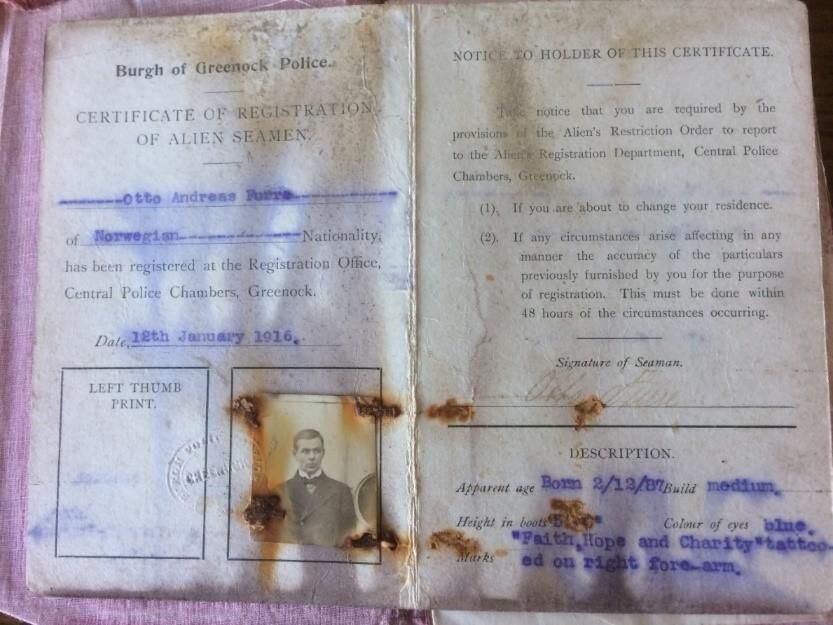 Burgh of Greenock Police.
CERTIFICATE OF REGISTRATION
OF ALIEN SEAMEN.
Otto Andreas Furre
of Norwegian Nationality,
has been registered at the Registration Office,
Central Police Chambers, Greenock.
Date, 12th January 1916.
LEFT THUMB
PRINT.
GREENOCK
NOTICE TO HOLDER OF THIS CERTIFICATE.
Take notice that you are required by the
provisions of the Alien's Restriction Order to report
to the Alien's Registration Department, Central Police
Chambers, Greenock.
(1). If you are about to change your residence.
(2). If any circumstances arise affecting in any
manner the accuracy of the particulars
previously furnished by you for the purpose
of registration. This must be done within
48 hours of the circumstances occurring.
Signature of Seaman.
DESCRIPTION.
Apparent age Born 2/12/87 Build medium.
Height in boots Colour of eyes blue.
"Faith,Hope and Charity"tattoo-
Marks ed on right fore-arm.